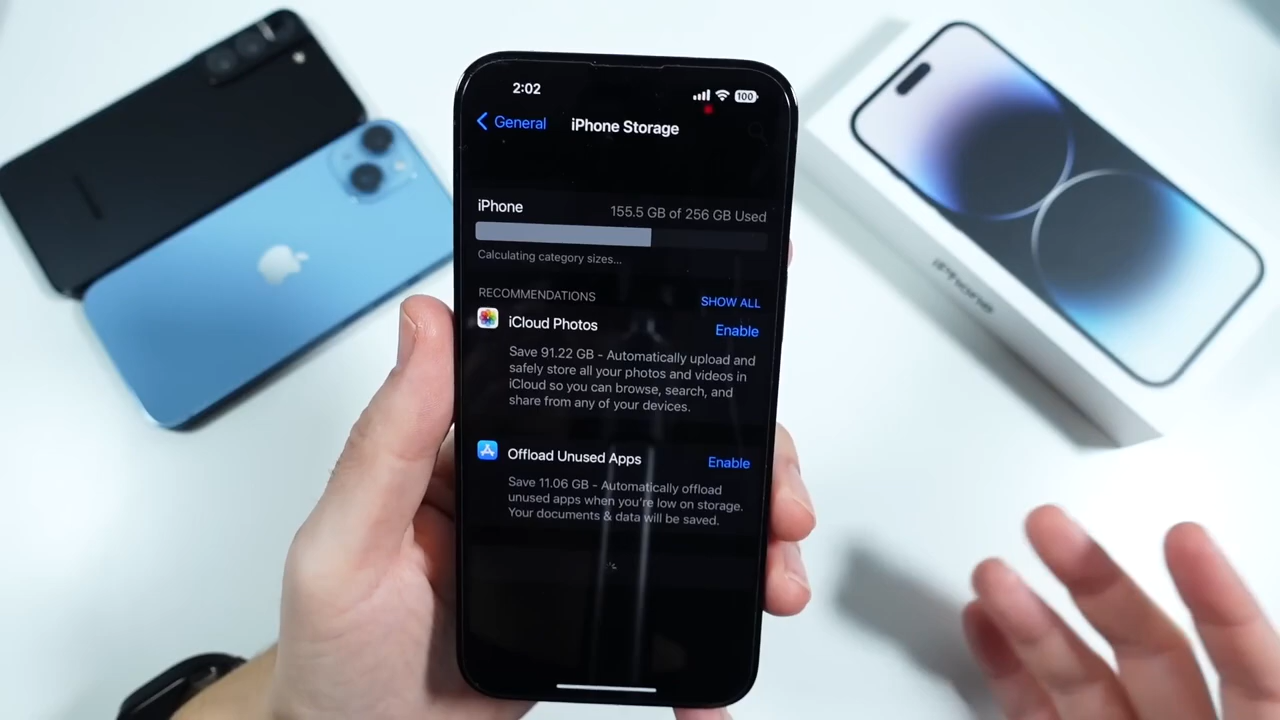 2:02
100
General
iPhone Storage
iPhone
155.5 GB of 256 GB Used
Calculating category sizes...
RECOMMENDATIONS
SHOW ALL
iCloud Photos
Enable
Save 91.22 GB - Automatically upload and
safely store all your photos and videos in
iCloud so you can browse, search, and
share from any of your devices.
Offload Unused Apps
Enable
Save 11.06 GB - Automatically offload
unused apps when you're low on storage.
Your documents & data will be saved.
iPhone